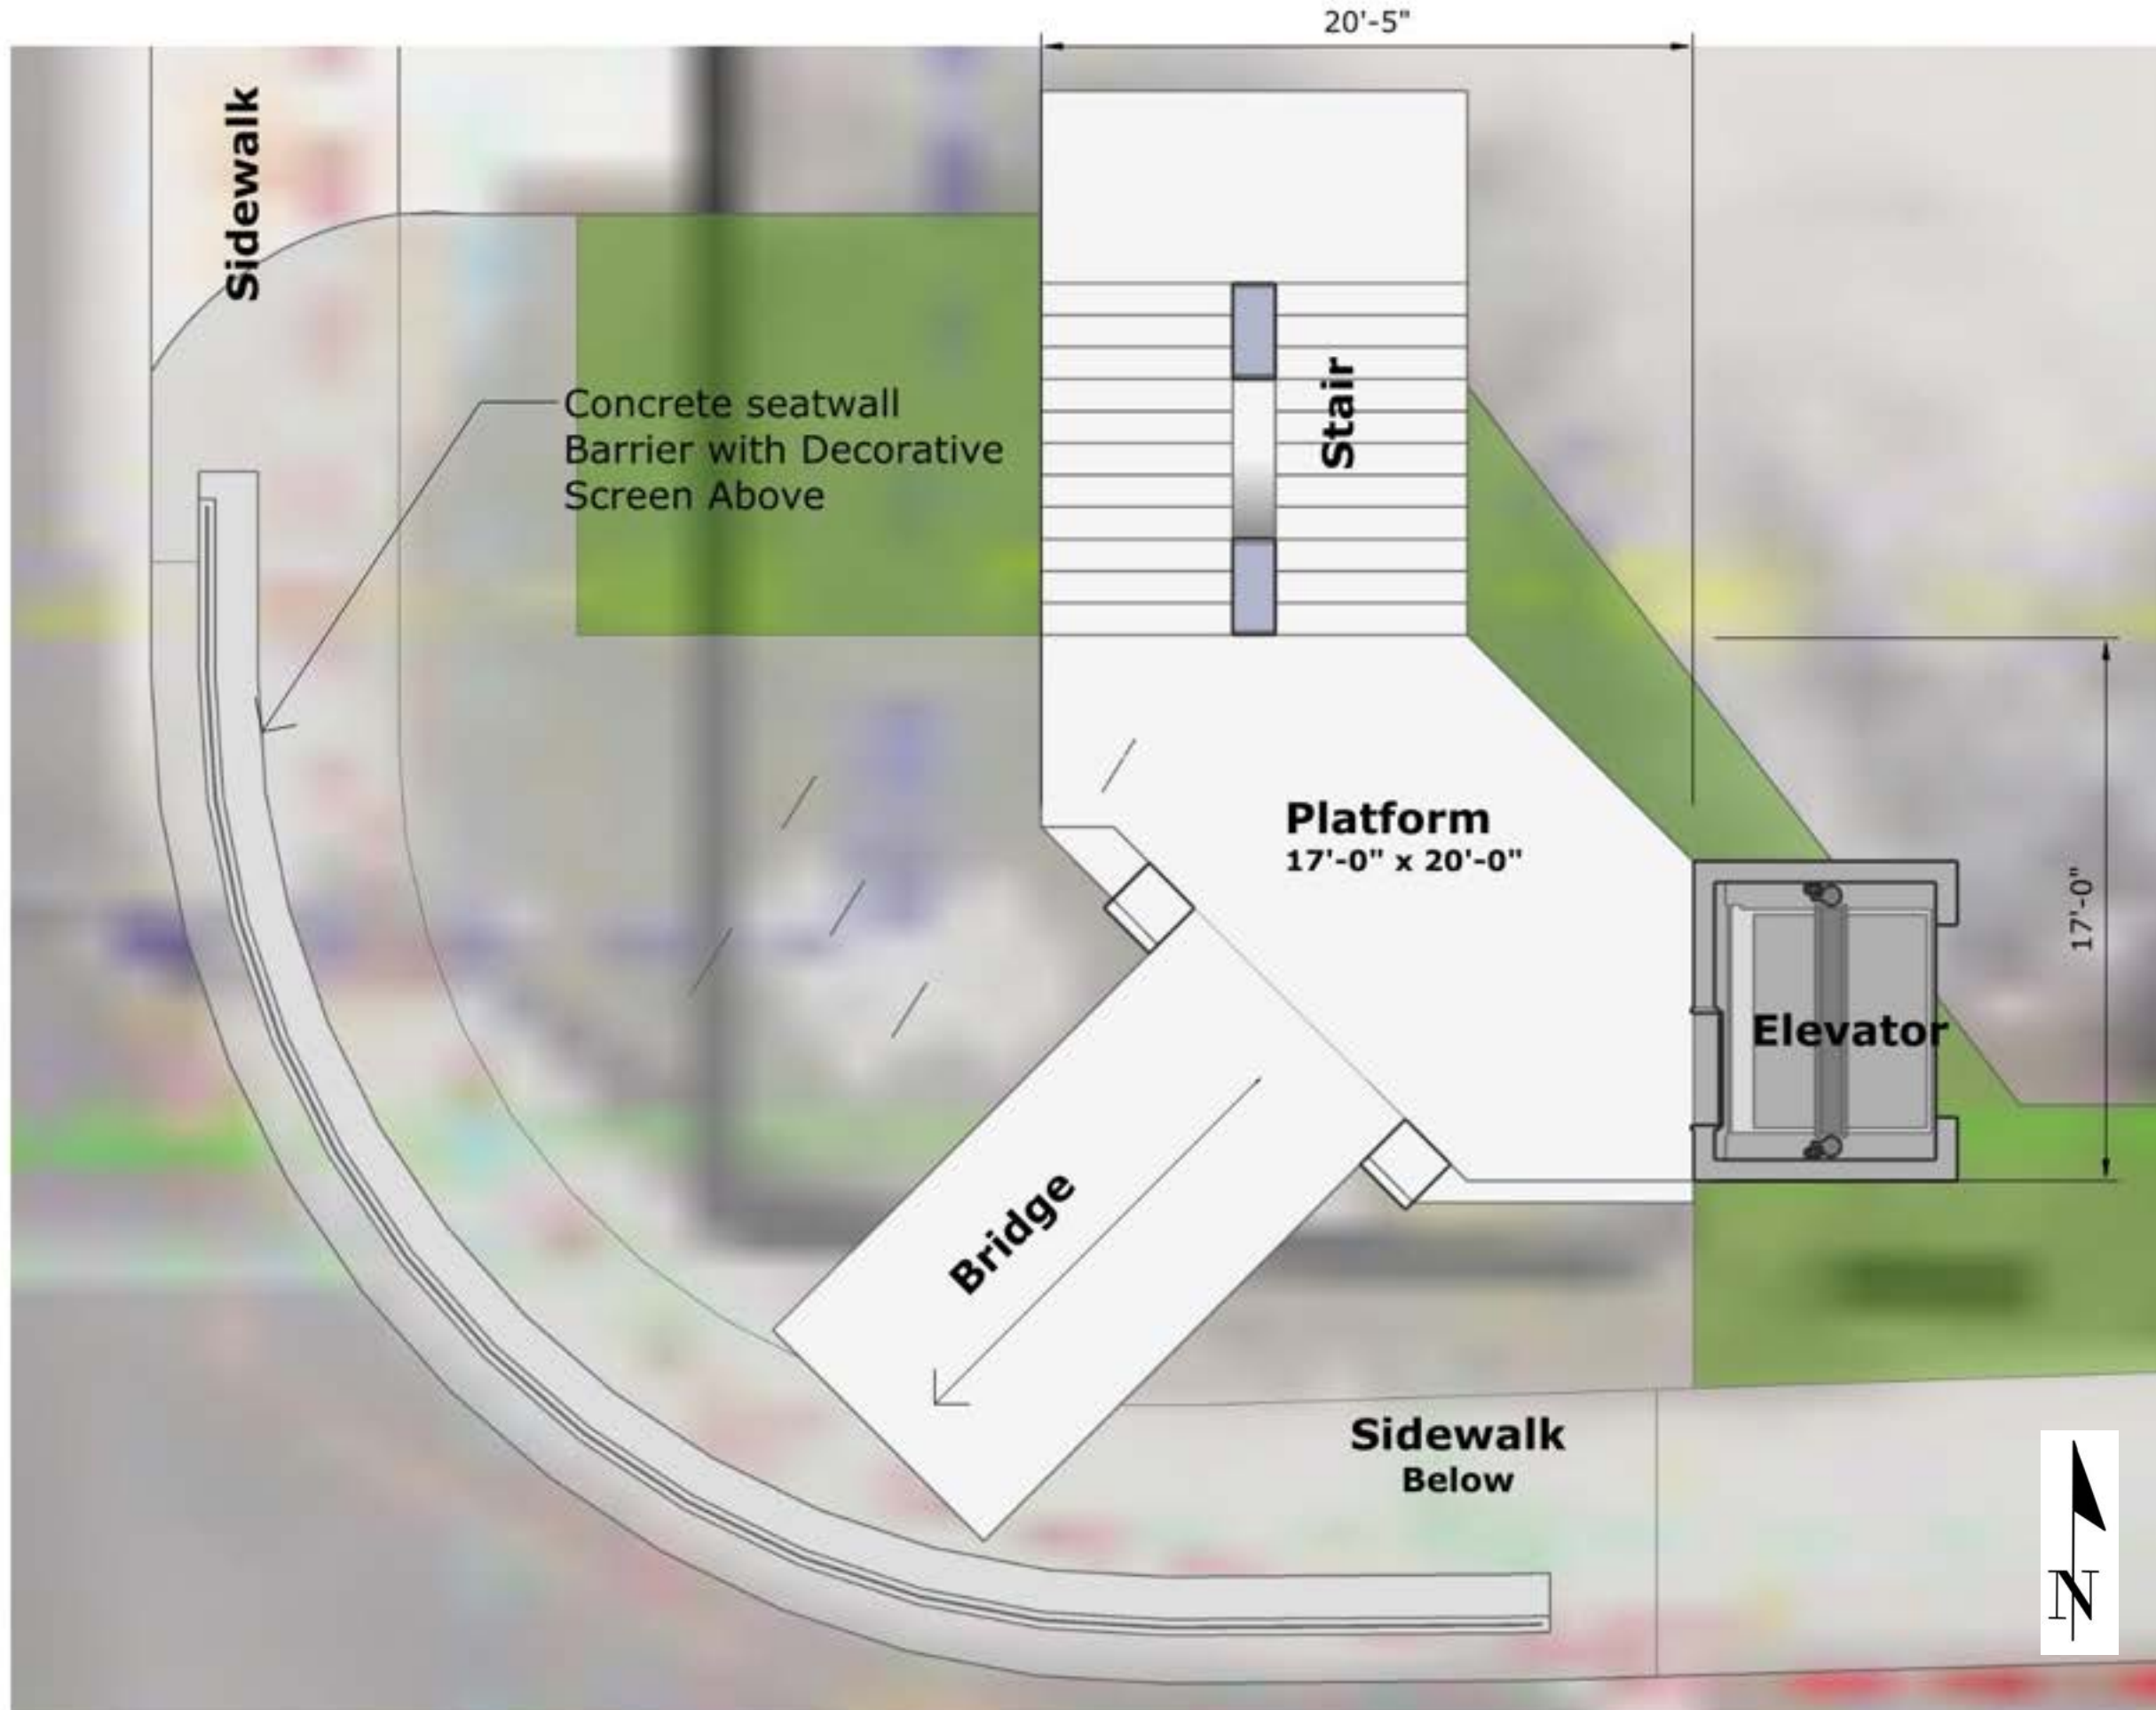 20'-5"
Sidewalk
Concrete seatwall
Barrier with Decorative
Screen Above
Stair
Platform
17'-0" x 20'-0"
17'-0"
Elevator
Bridge
Sidewalk
Below
N